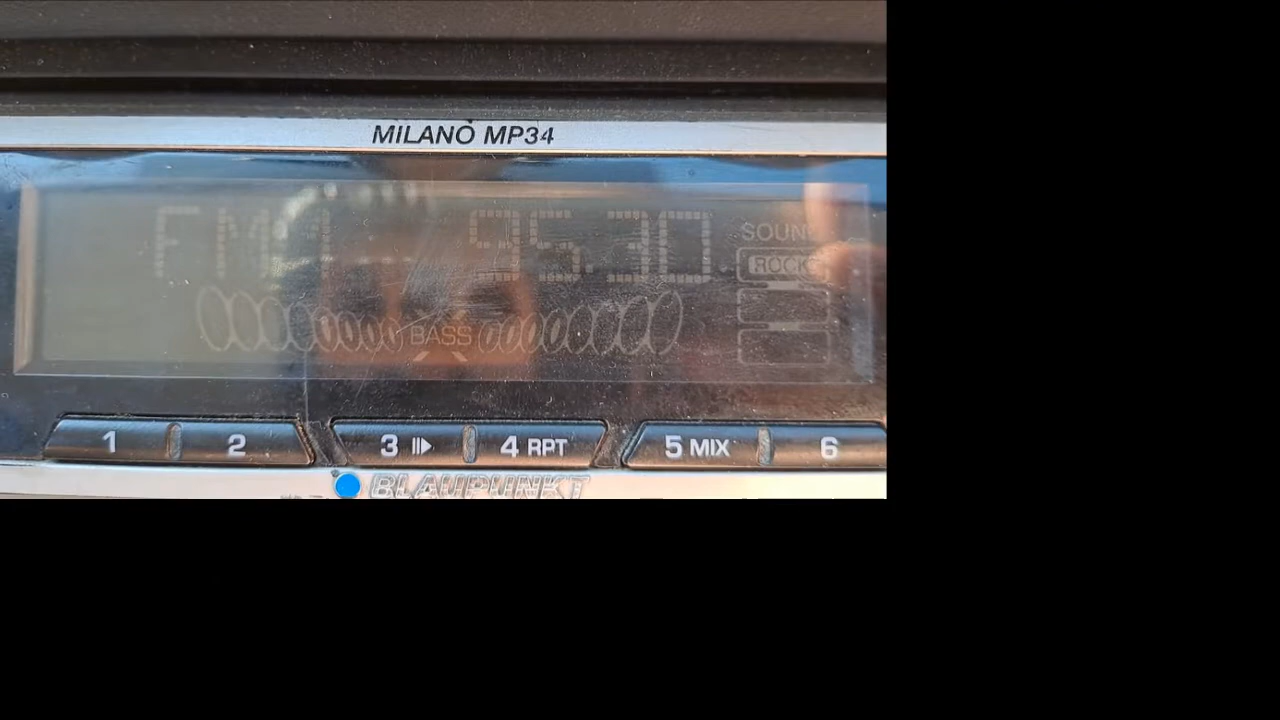 MILANO MP34
FM1 95.30
SOUND
ROCK
BASS
1 2 3 4 RPT 5 MIX 6
BLAUPUNKT